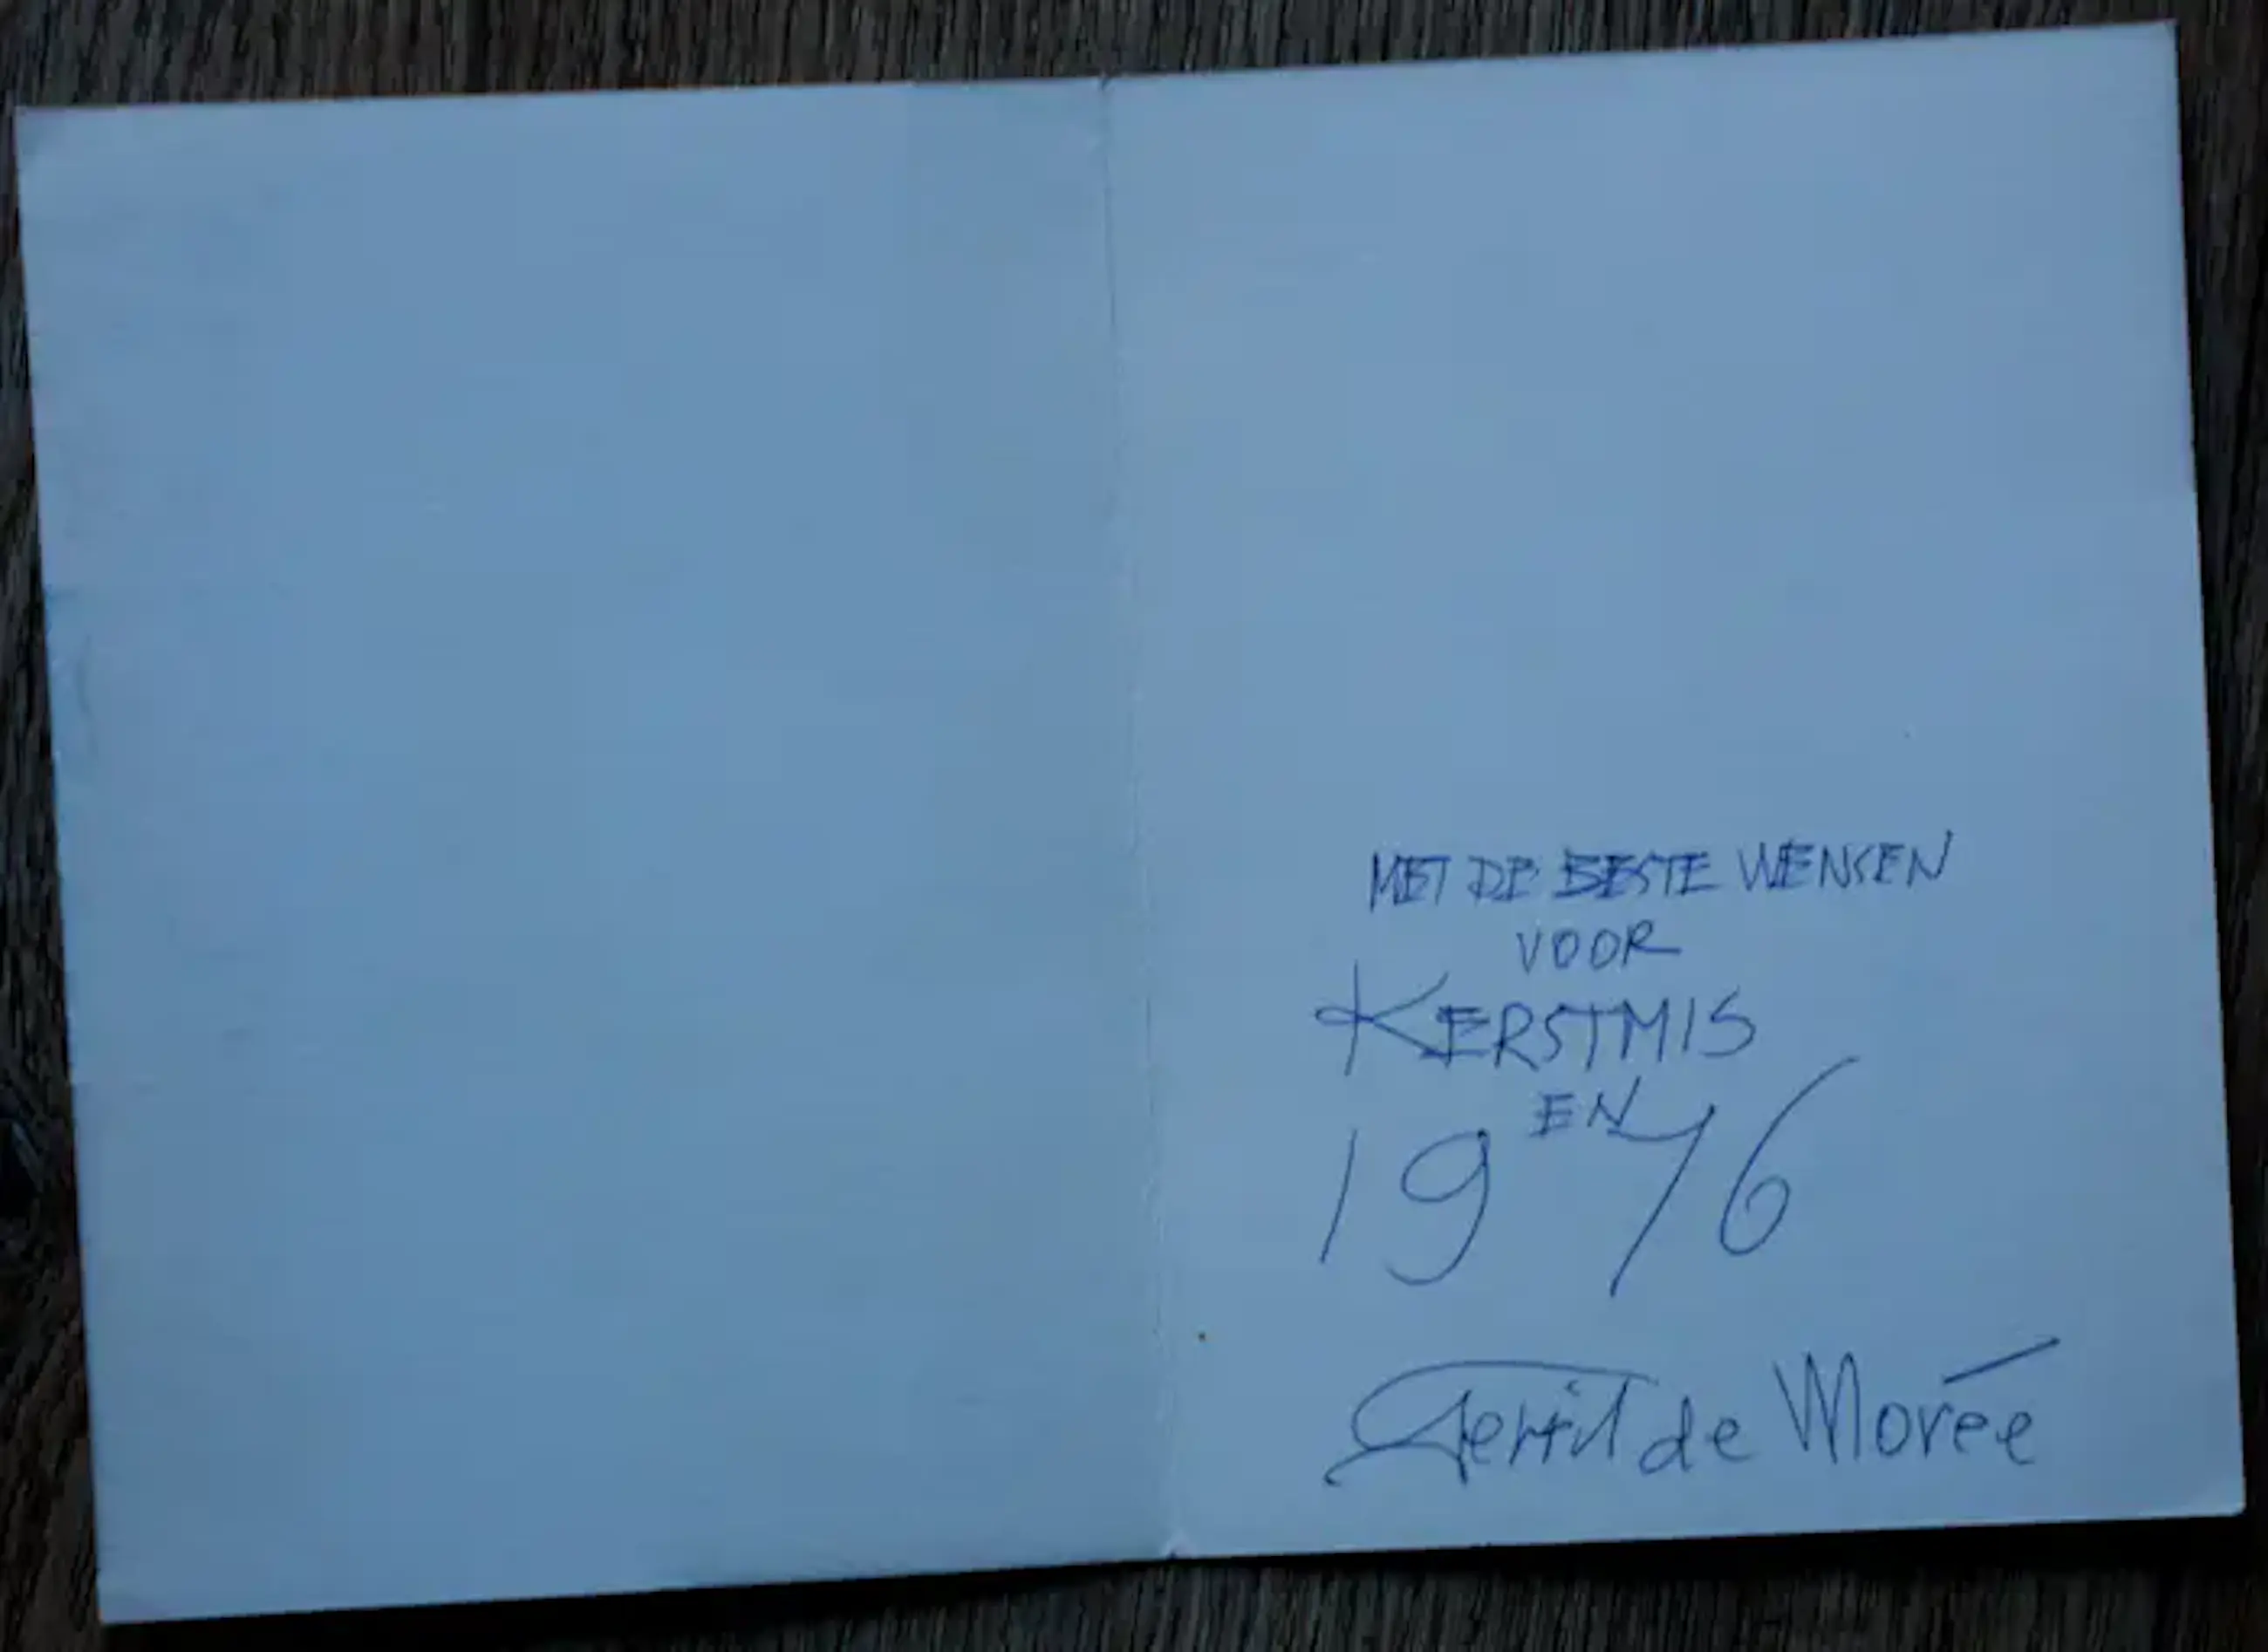 MET DE BESTE WENSEN
VOOR
KERSTMIS
EN
1976
Gerrit de Morée